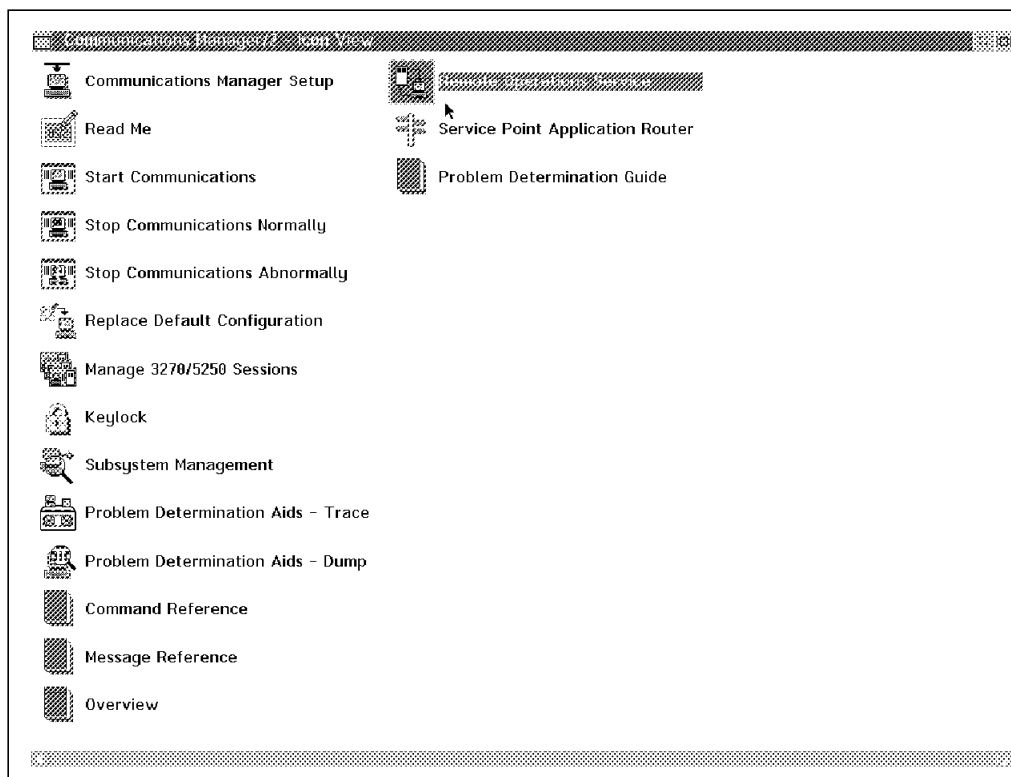 Communications Manager/2 - Icon View
Communications Manager Setup
Read Me
Start Communications
Stop Communications Normally
Stop Communications Abnormally
Replace Default Configuration
Manage 3270/5250 Sessions
Keylock
Subsystem Management
Problem Determination Aids - Trace
Problem Determination Aids - Dump
Command Reference
Message Reference
Overview
Remote Operations Service
Service Point Application Router
Problem Determination Guide